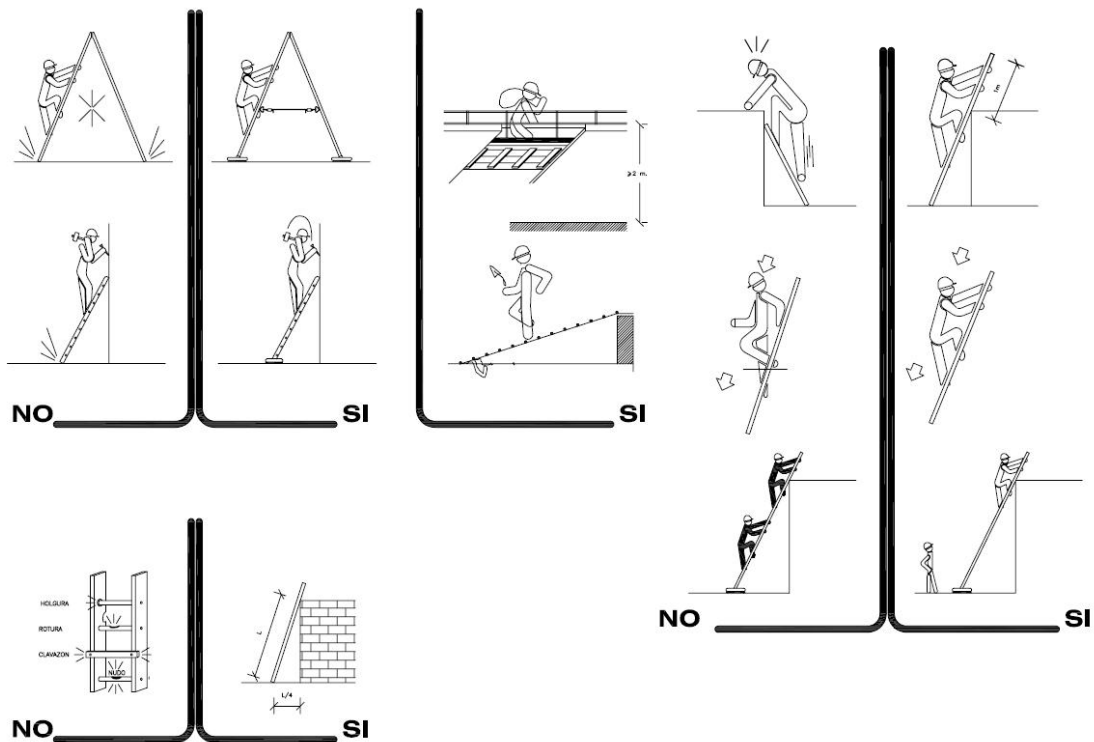 1m
≥2 m.
NO
SI
SI
HOLGURA
ROTURA
CLAVAZON
NUDO
L
L/4
NO
SI
NO
SI